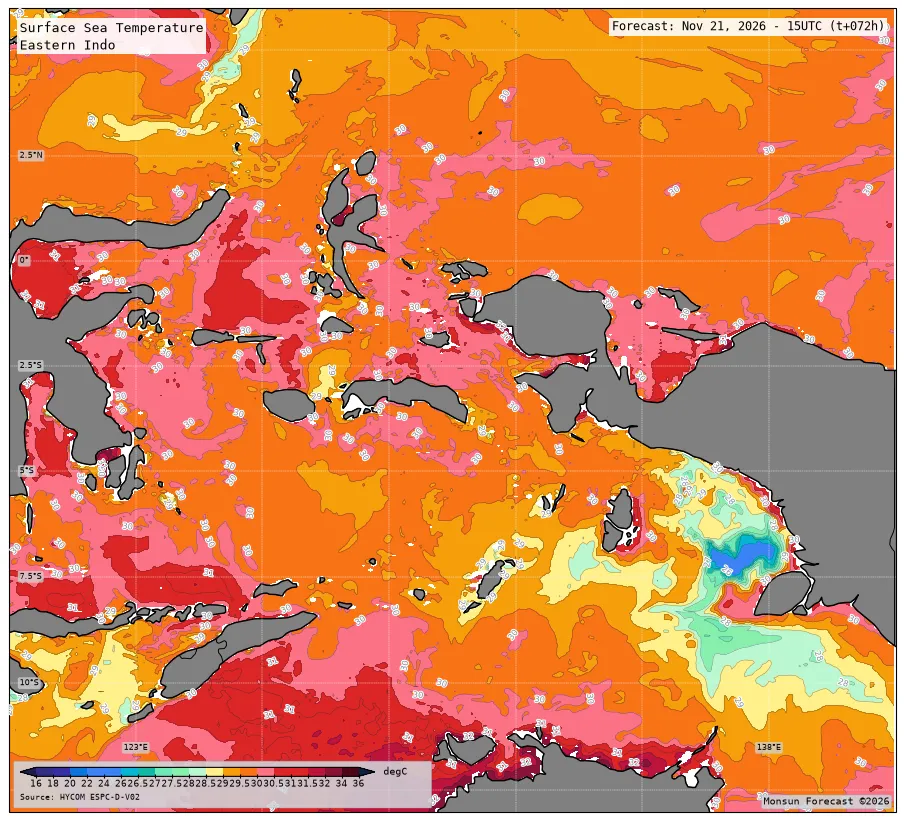 Surface Sea Temperature
Eastern Indo
Forecast: Nov 21, 2026 - 15UTC (t+072h)
2.5°N
0°
2.5°S
5°S
7.5°S
10°S
123°E
138°E
degC
16 18 20 22 24 26 26.5 27 27.5 28 28.5 29 29.5 30 30.5 31 31.5 32 34 36
Source: HYCOM ESPC-D-V02
Monsun Forecast ©2026